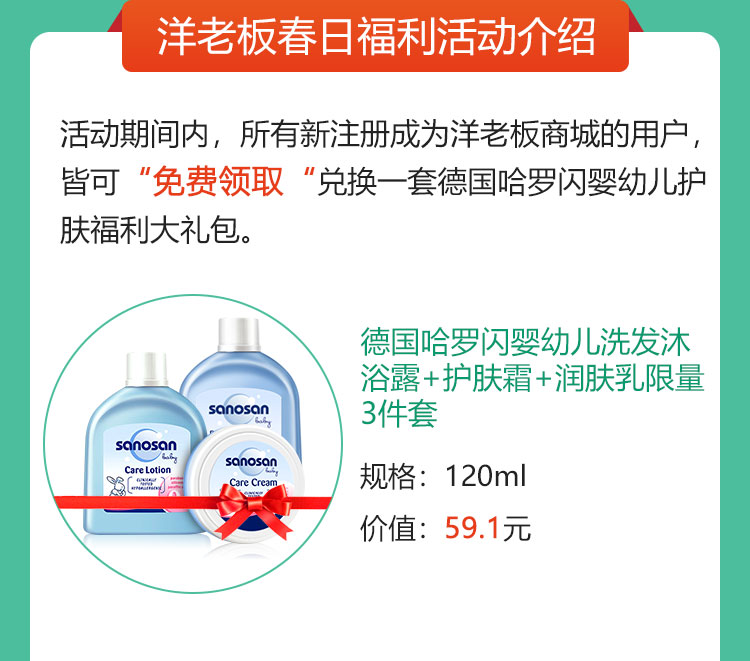 洋老板春日福利活动介绍
活动期间内，所有新注册成为洋老板商城的用户，
皆可“免费领取“兑换一套德国哈罗闪婴幼儿护
肤福利大礼包。
德国哈罗闪婴幼儿洗发沐
浴露+护肤霜+润肤乳限量
3件套
规格：120ml
价值：59.1元
sanosan
baby
sanosan
baby
Care Lotion
CLINICALLY
TESTED
HYPOALLERGENIC
sanosan
baby
Care Cream
CLINICALLY